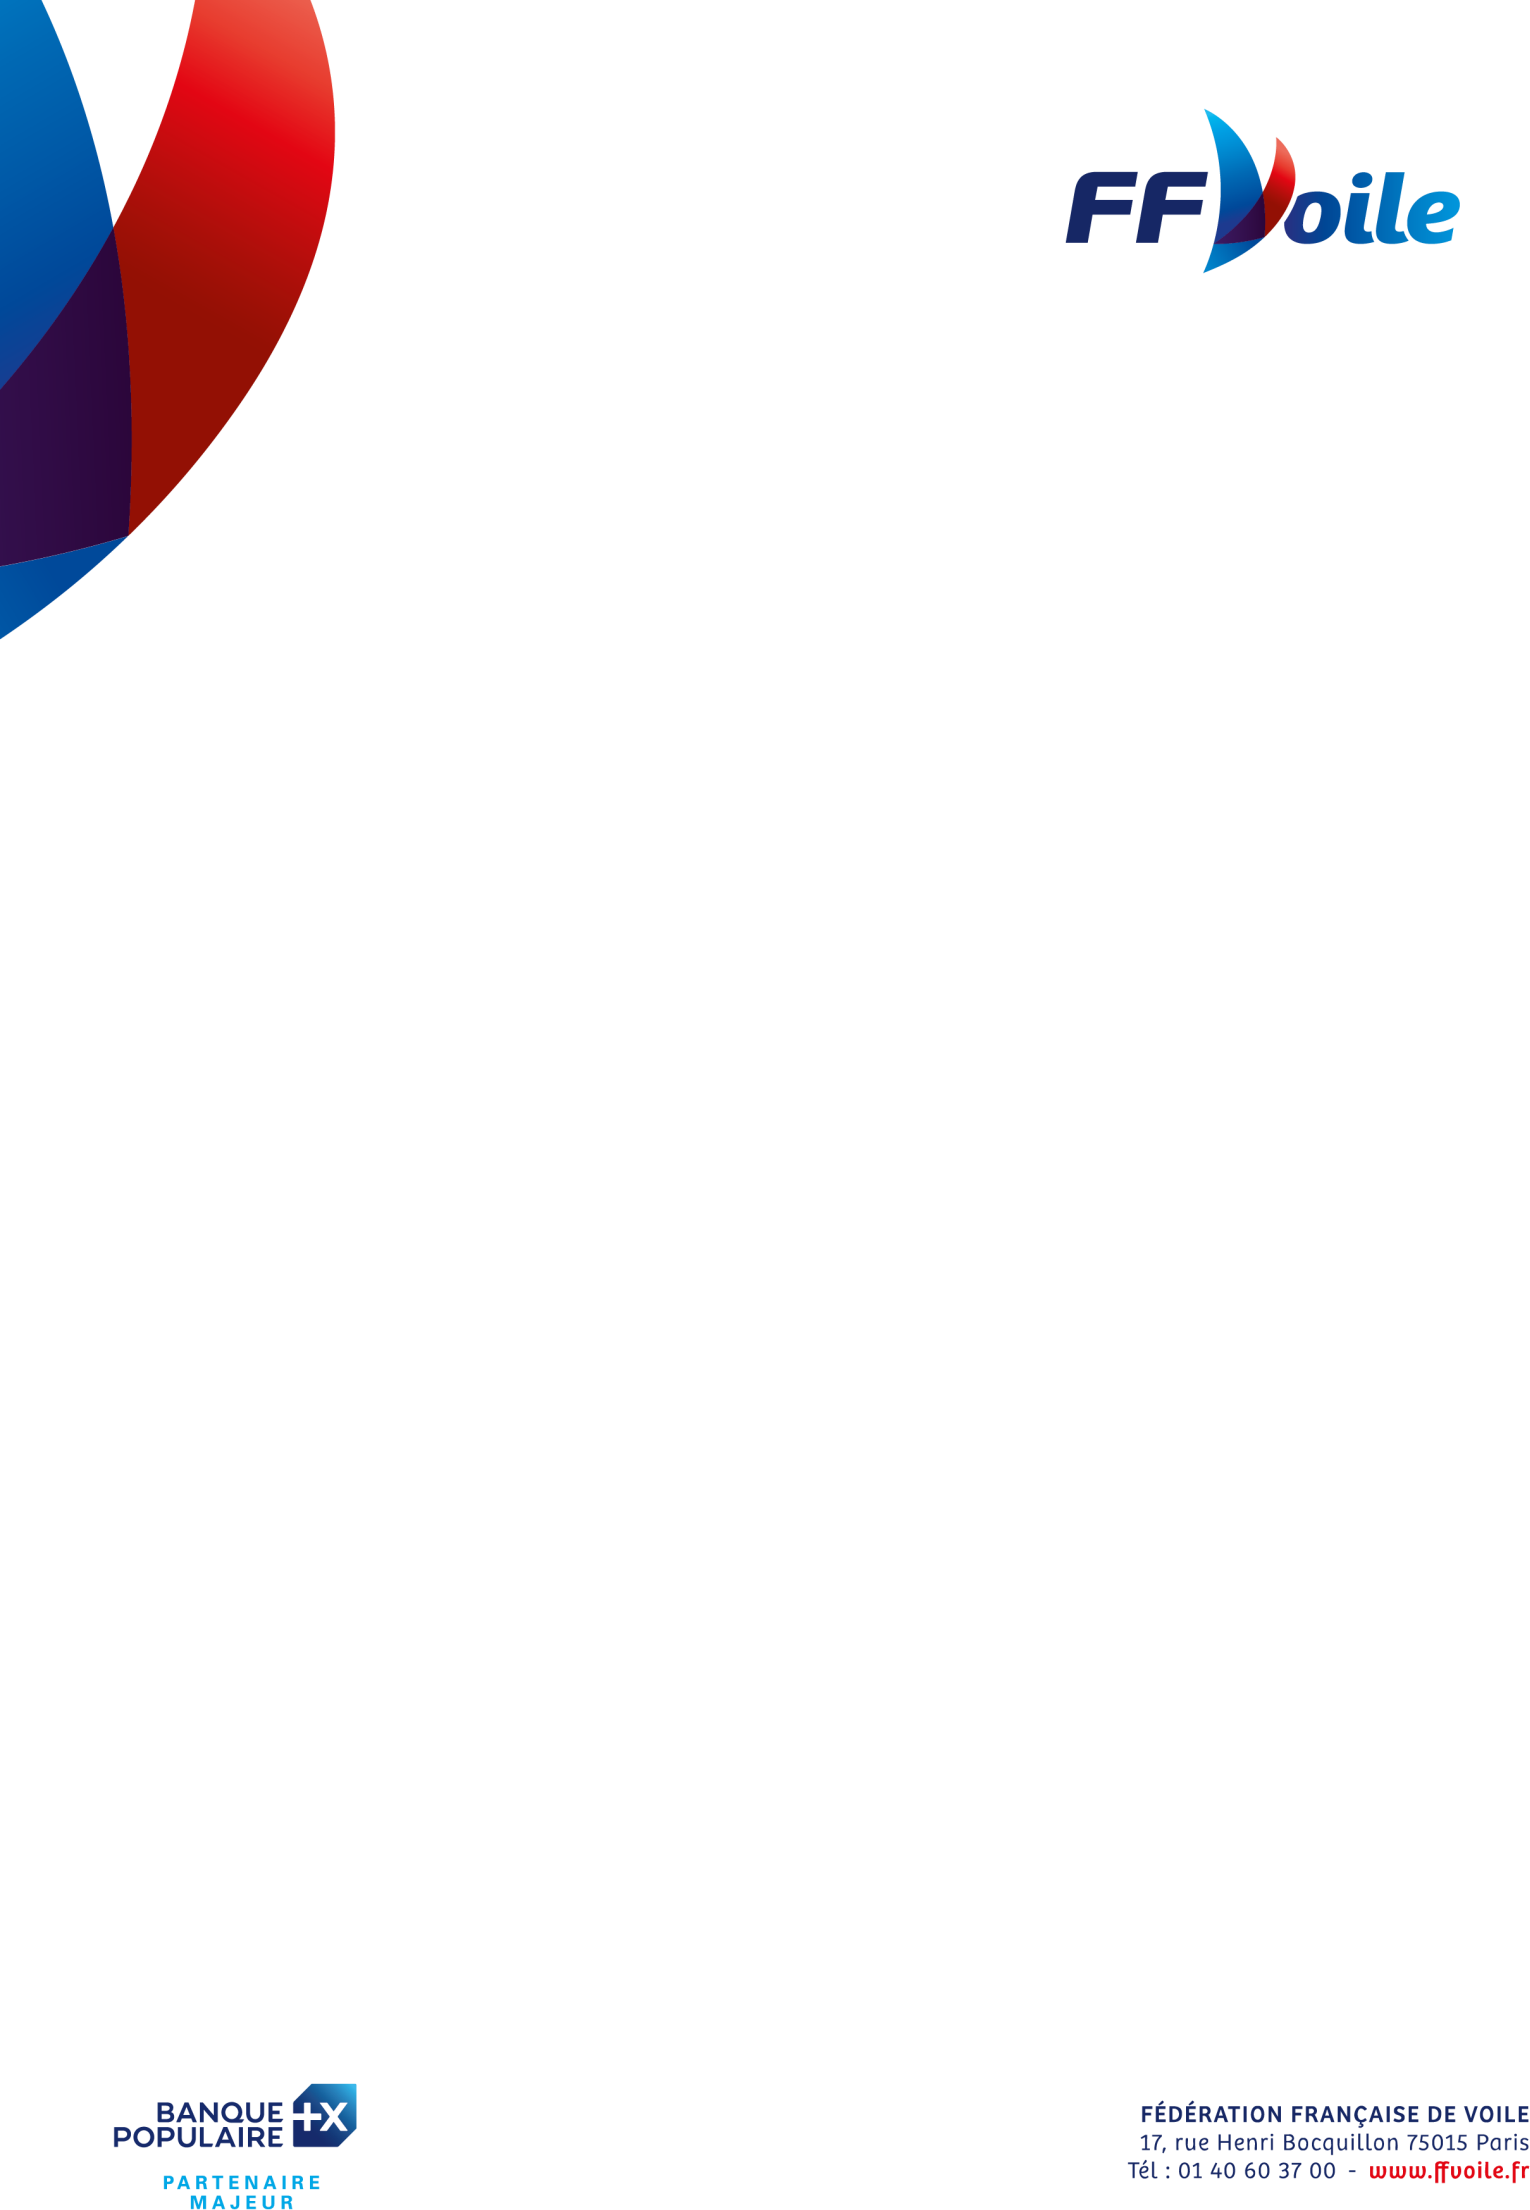 FFVoile
BANQUE
POPULAIRE
PARTENAIRE
MAJEUR
FÉDÉRATION FRANÇAISE DE VOILE
17, rue Henri Bocquillon 75015 Paris
Tél : 01 40 60 37 00 - www.ffvoile.fr